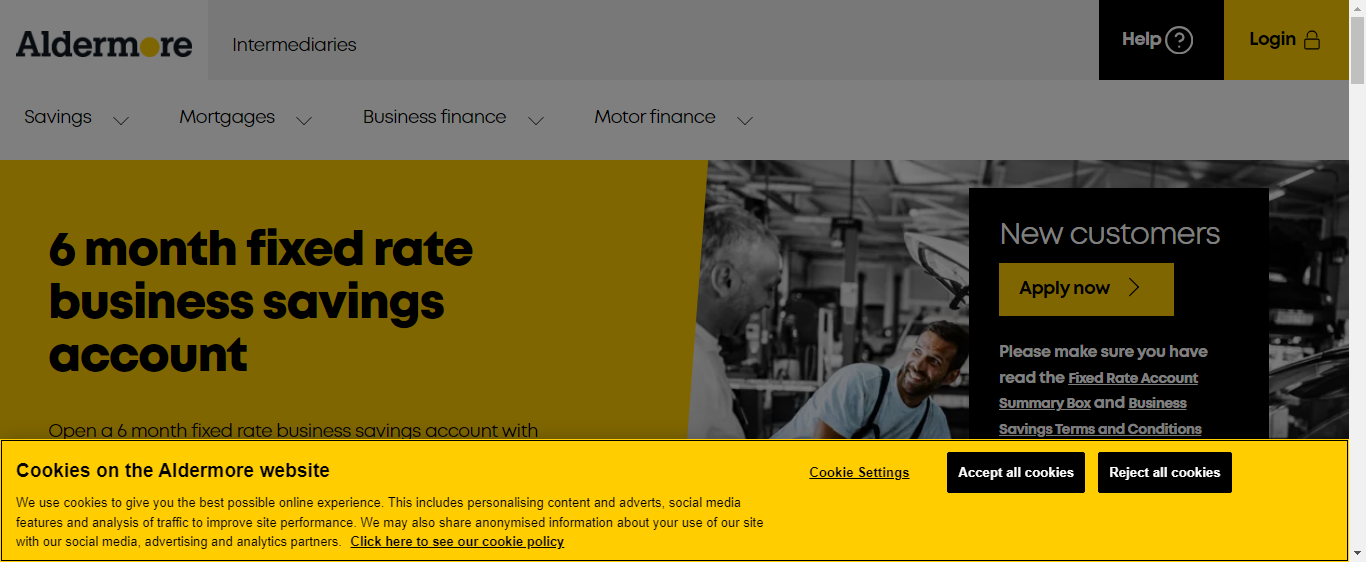 Aldermore
Intermediaries
Help ?
Login
Savings
Mortgages
Business finance
Motor finance
6 month fixed rate
business savings
account
Open a 6 month fixed rate business savings account with
New customers
Apply now
Please make sure you have
read the Fixed Rate Account
Summary Box and Business
Savings Terms and Conditions
Cookies on the Aldermore website
We use cookies to give you the best possible online experience. This includes personalising content and adverts, social media
features and analysis of traffic to improve site performance. We may also share anonymised information about your use of our site
with our social media, advertising and analytics partners. Click here to see our cookie policy
Cookie Settings
Accept all cookies
Reject all cookies